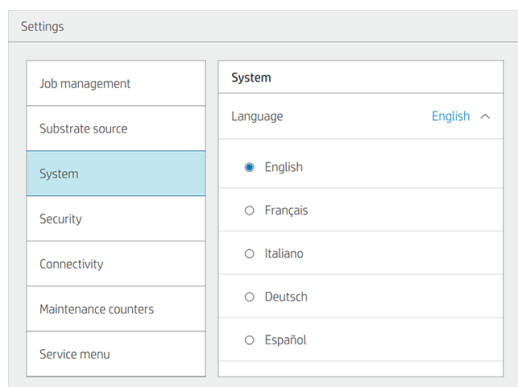 Settings
Job management
Substrate source
System
Security
Connectivity
Maintenance counters
Service menu
System
Language English
English
Français
Italiano
Deutsch
Español